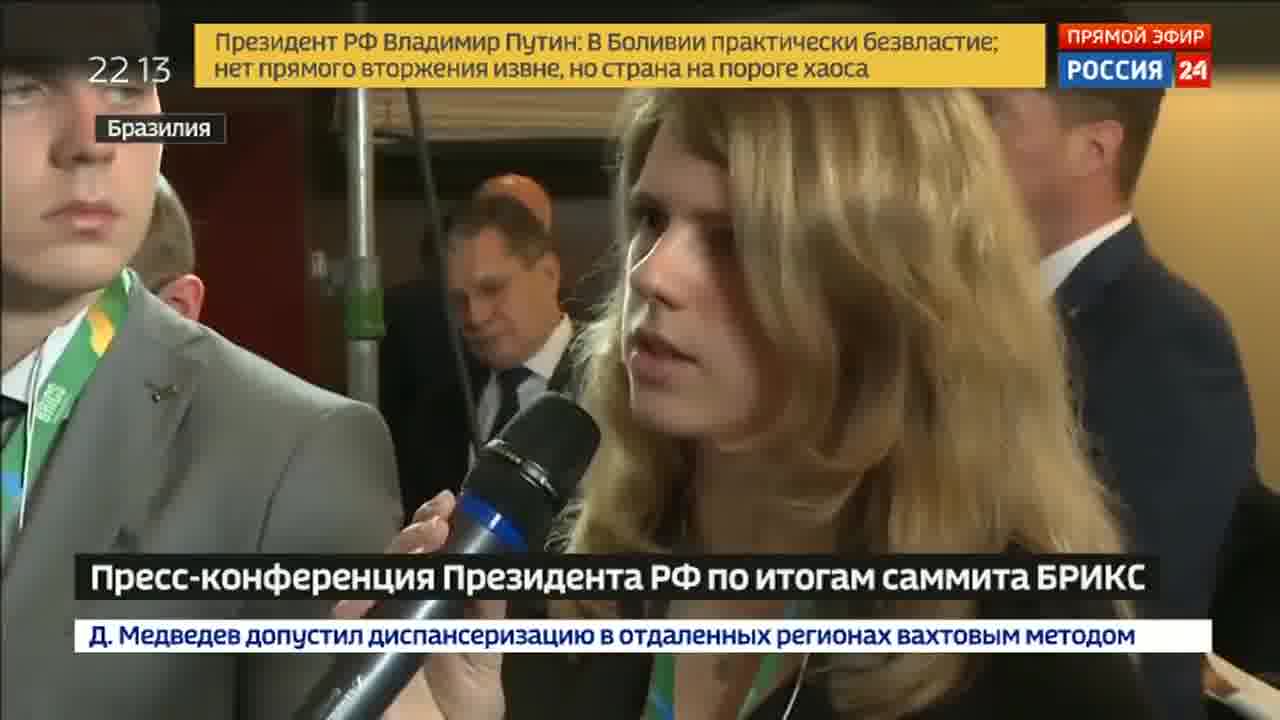 22 13
Президент РФ Владимир Путин: В Боливии практически безвластие;
нет прямого вторжения извне, но страна на пороге хаоса
ПРЯМОЙ ЭФИР
РОССИЯ 24
Бразилия
BRICS
Пресс-конференция Президента РФ по итогам саммита БРИКС
Д. Медведев допустил диспансеризацию в отдаленных регионах вахтовым методом